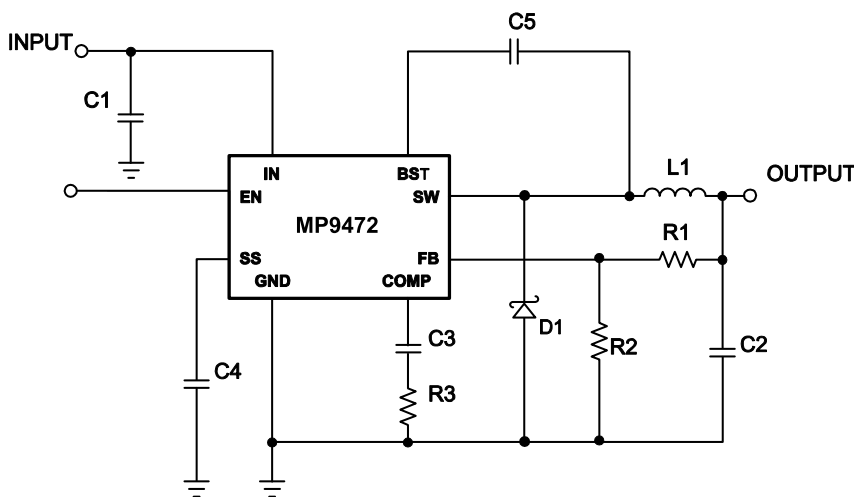 C5
INPUT
C1
IN
BST
L1
OUTPUT
EN
SW
MP9472
R1
SS
FB
GND
COMP
D1
C3
R2
C2
C4
R3